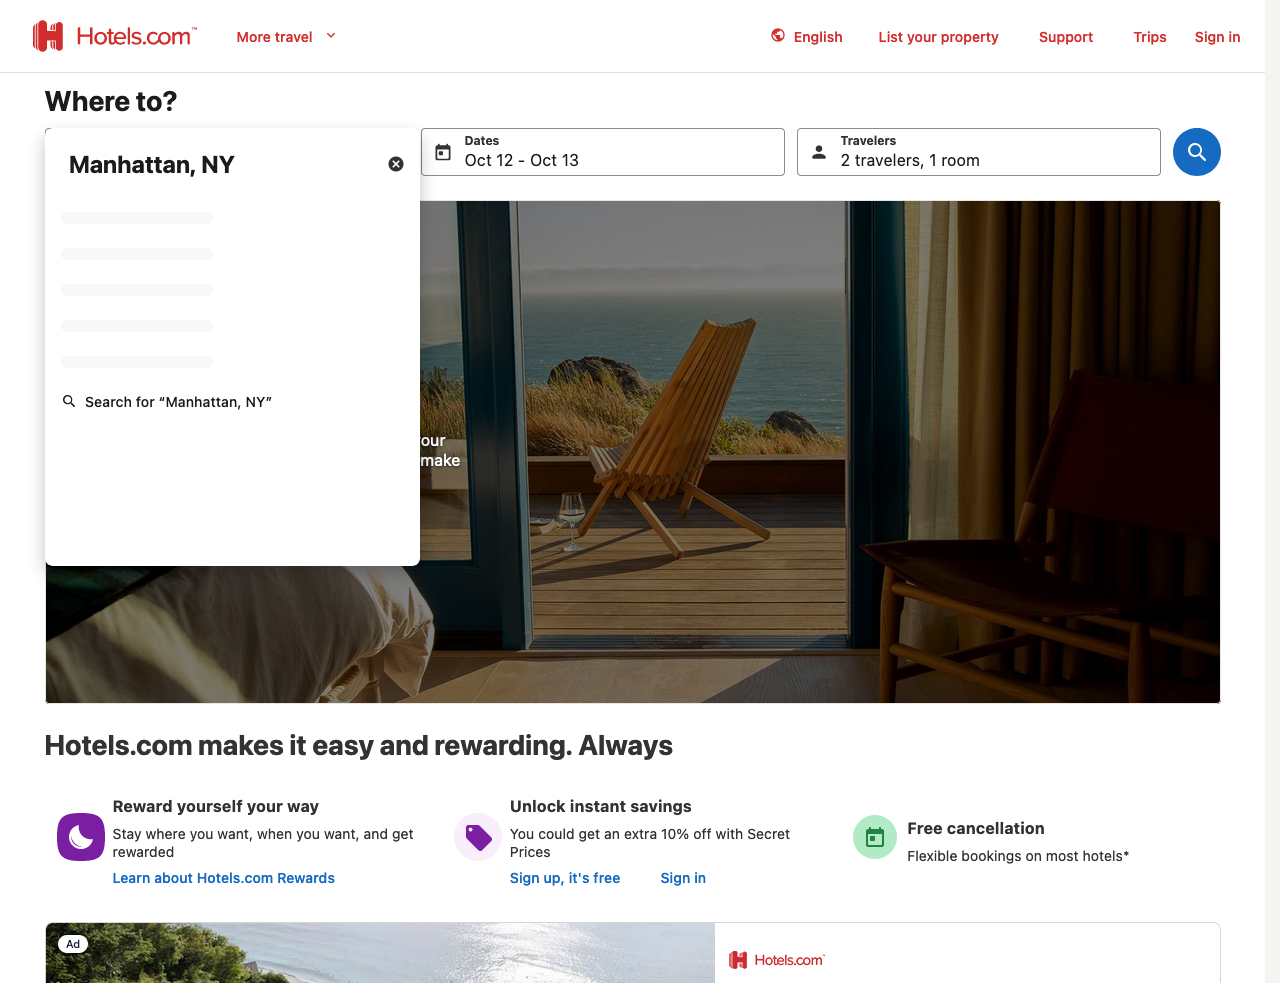 Hotels.com™
More travel
English
List your property
Support
Trips
Sign in
Where to?
Manhattan, NY
Dates
Oct 12 - Oct 13
Travelers
2 travelers, 1 room
Search for “Manhattan, NY”
your
make
Hotels.com makes it easy and rewarding. Always
Reward yourself your way
Stay where you want, when you want, and get
rewarded
Learn about Hotels.com Rewards
Unlock instant savings
You could get an extra 10% off with Secret
Prices
Sign up, it's free
Sign in
Free cancellation
Flexible bookings on most hotels*
Ad
Hotels.com